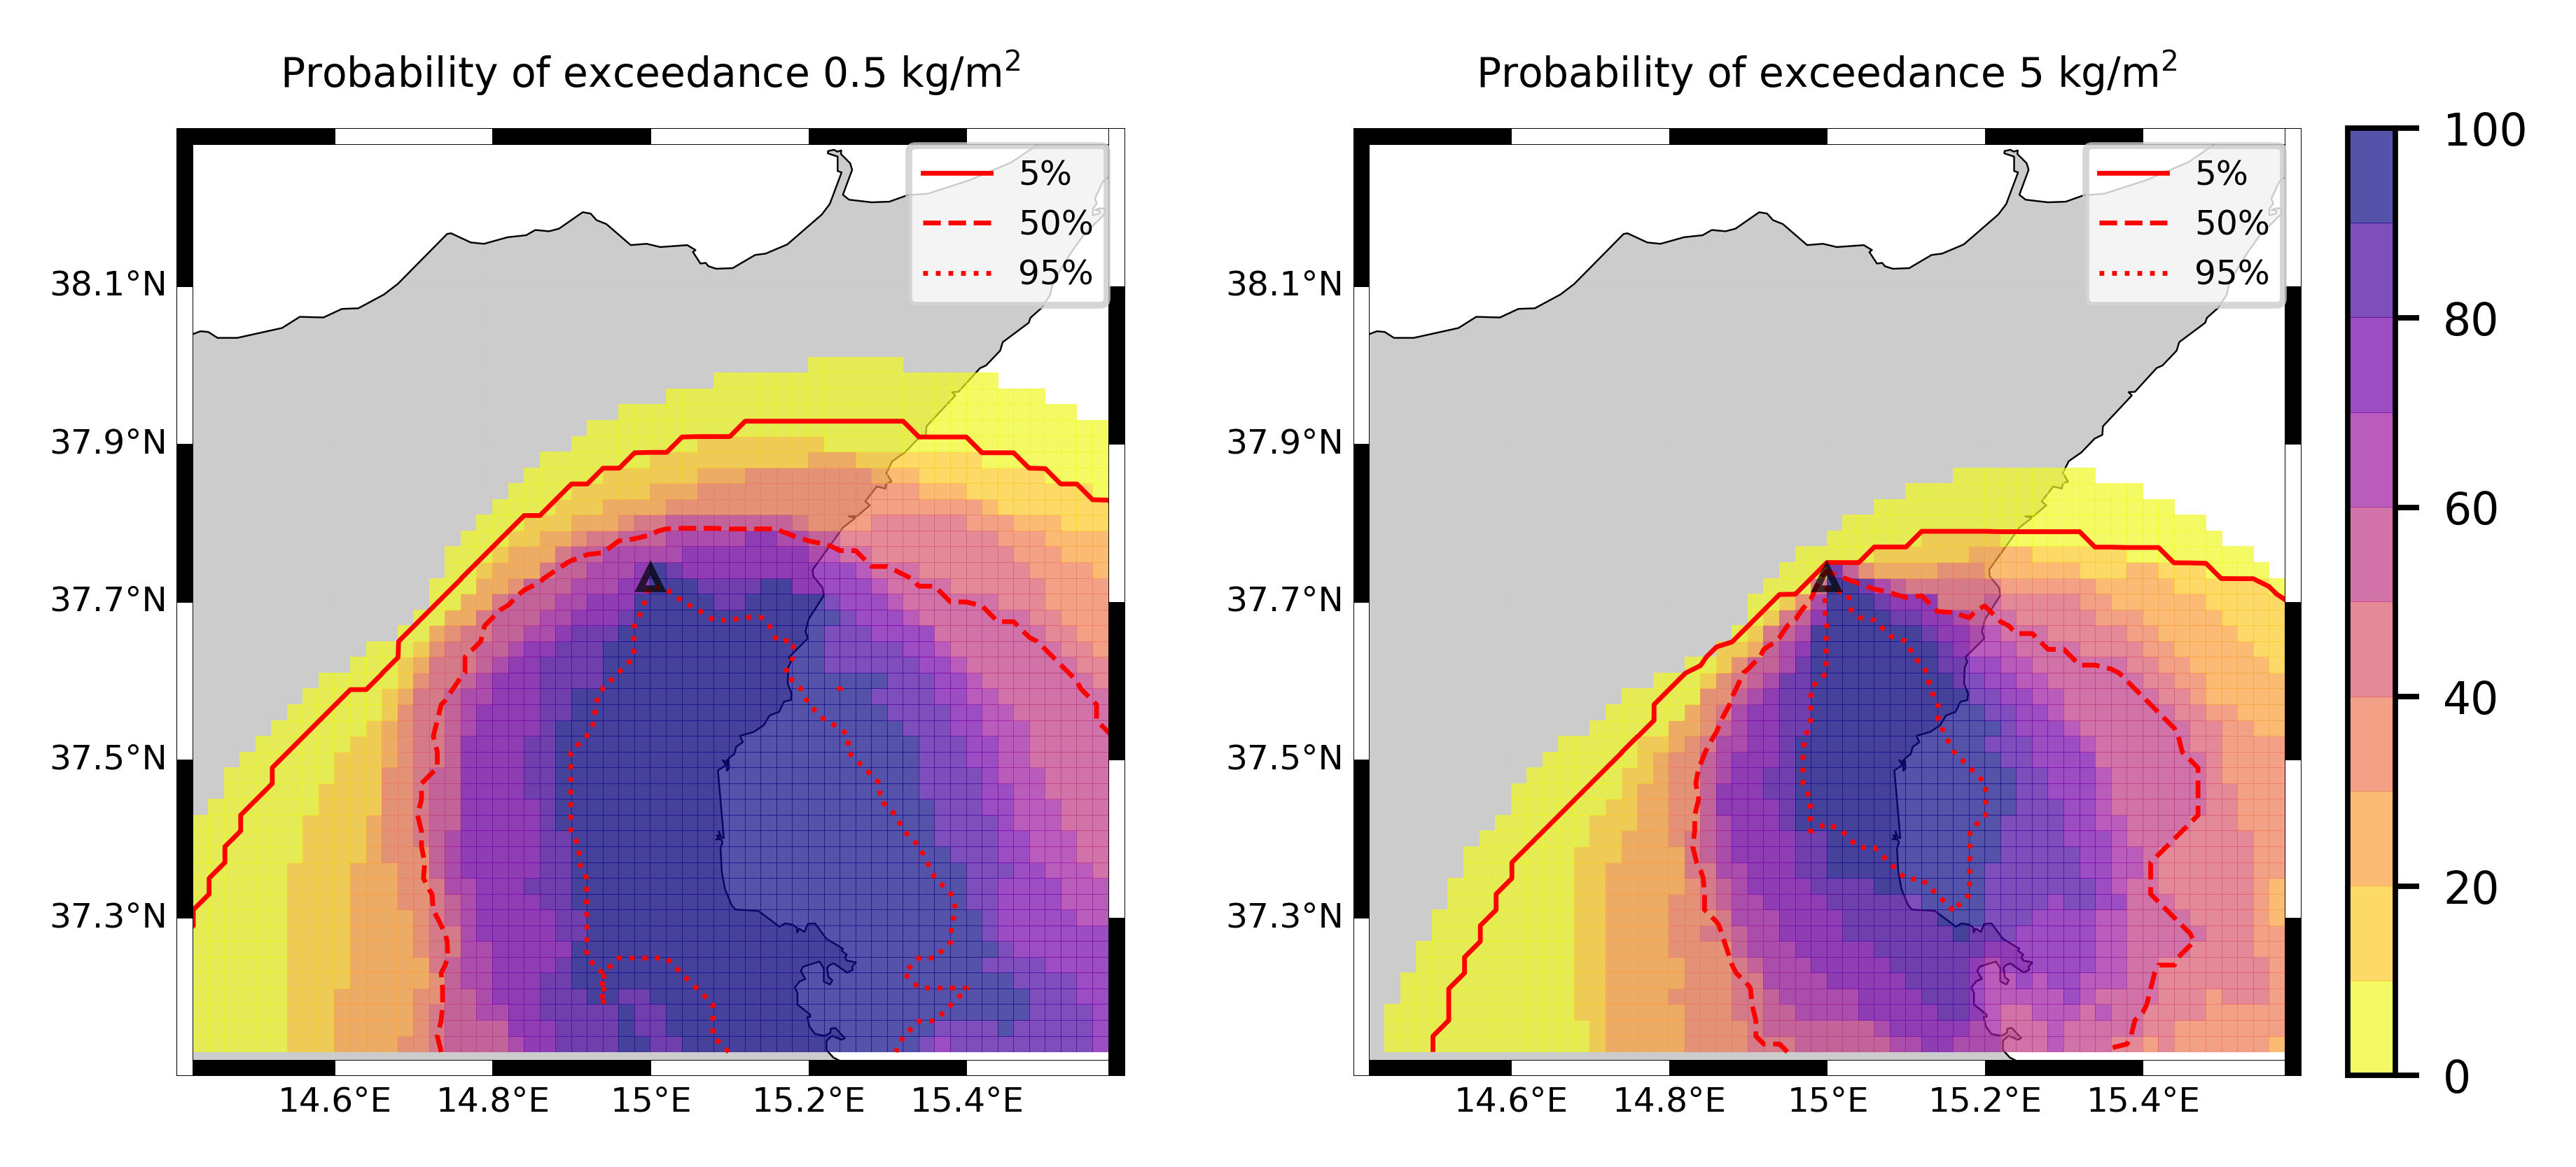 Probability of exceedance 0.5 kg/m²
5%
50%
95%
38.1°N
37.9°N
37.7°N
37.5°N
37.3°N
14.6°E
14.8°E
15°E
15.2°E
15.4°E
Probability of exceedance 5 kg/m²
5%
50%
95%
38.1°N
37.9°N
37.7°N
37.5°N
37.3°N
14.6°E
14.8°E
15°E
15.2°E
15.4°E
100
80
60
40
20
0